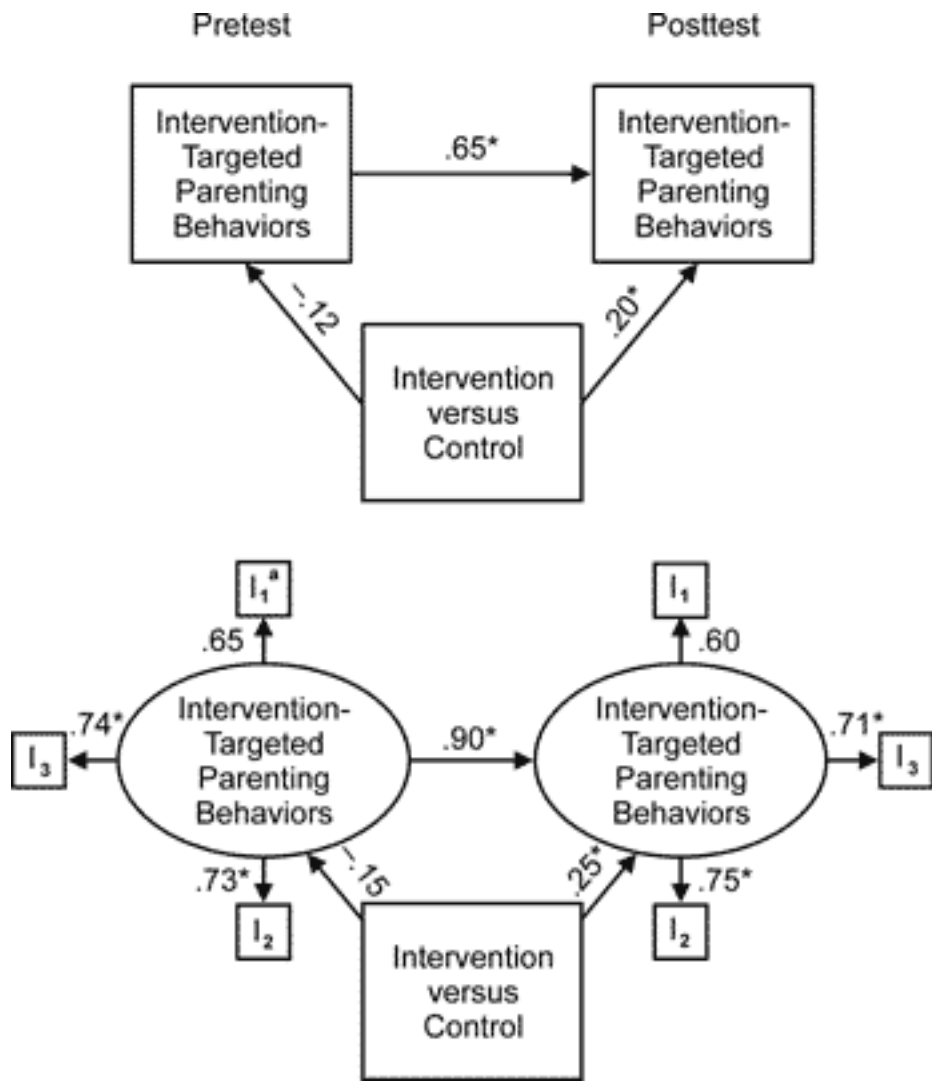 Pretest
Posttest
Intervention-
Targeted
Parenting
Behaviors
.65*
Intervention-
Targeted
Parenting
Behaviors
–.12
.20*
Intervention
versus
Control
I₁ᵃ
I₁
.65
.60
Intervention-
Targeted
Parenting
Behaviors
Intervention-
Targeted
Parenting
Behaviors
.74*
.90*
.71*
I₃
I₃
.73*
–.15
.25*
.75*
I₂
I₂
Intervention
versus
Control